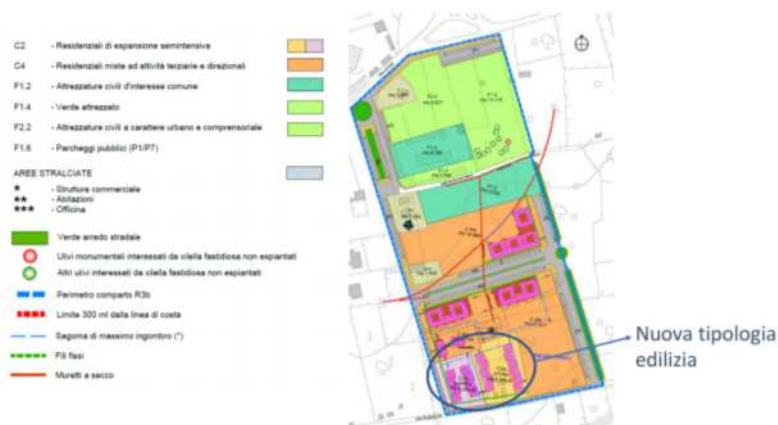 C2 - Residenziali di espansione semintensiva
C4 - Residenziali miste ad attività terziarie e direzionali
F1.2 - Attrezzature civili d'interesse comune
F1.4 - Verde attrezzato
F2.2 - Attrezzature civili a carattere urbano e comprensoriale
F1.6 - Parcheggi pubblici (P1/P7)
AREE STRALCIATE
* - Strutture commerciale
** - Abitazioni
*** - Officina
Verde arredo stradale
Ulivi monumentali interessati da xilella fastidiosa non espiantati
Altri ulivi interessati da xilella fastidiosa non espiantati
Perimetro comparto R3b
Limite 300 ml dalla linea di costa
Sagoma di massimo ingombro (*)
Fili fissi
Muretti a secco
Nuova tipologia
edilizia